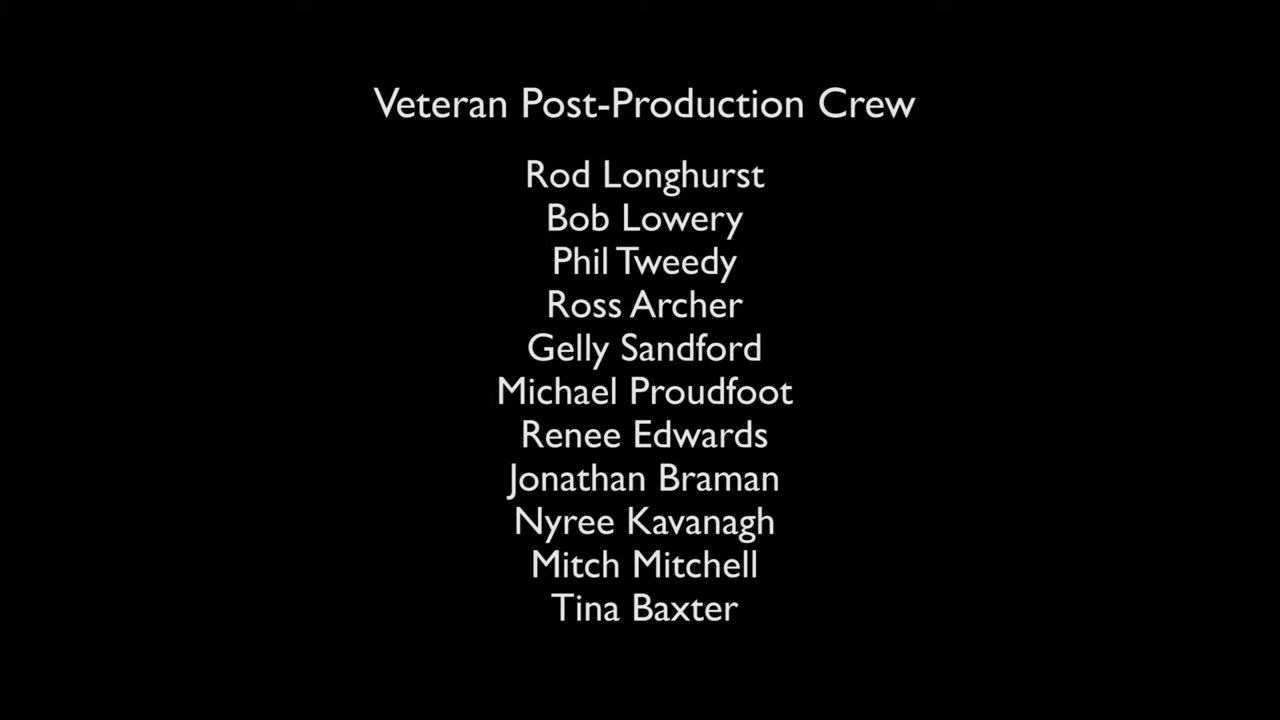 Veteran Post-Production Crew
Rod Longhurst
Bob Lowery
Phil Tweedy
Ross Archer
Gelly Sandford
Michael Proudfoot
Renee Edwards
Jonathan Braman
Nyree Kavanagh
Mitch Mitchell
Tina Baxter